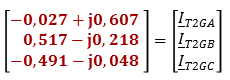 [−0,027 + j0,607] = [I_T2GA]
[0,517 − j0,218] = [I_T2GB]
[−0,491 − j0,048] = [I_T2GC]